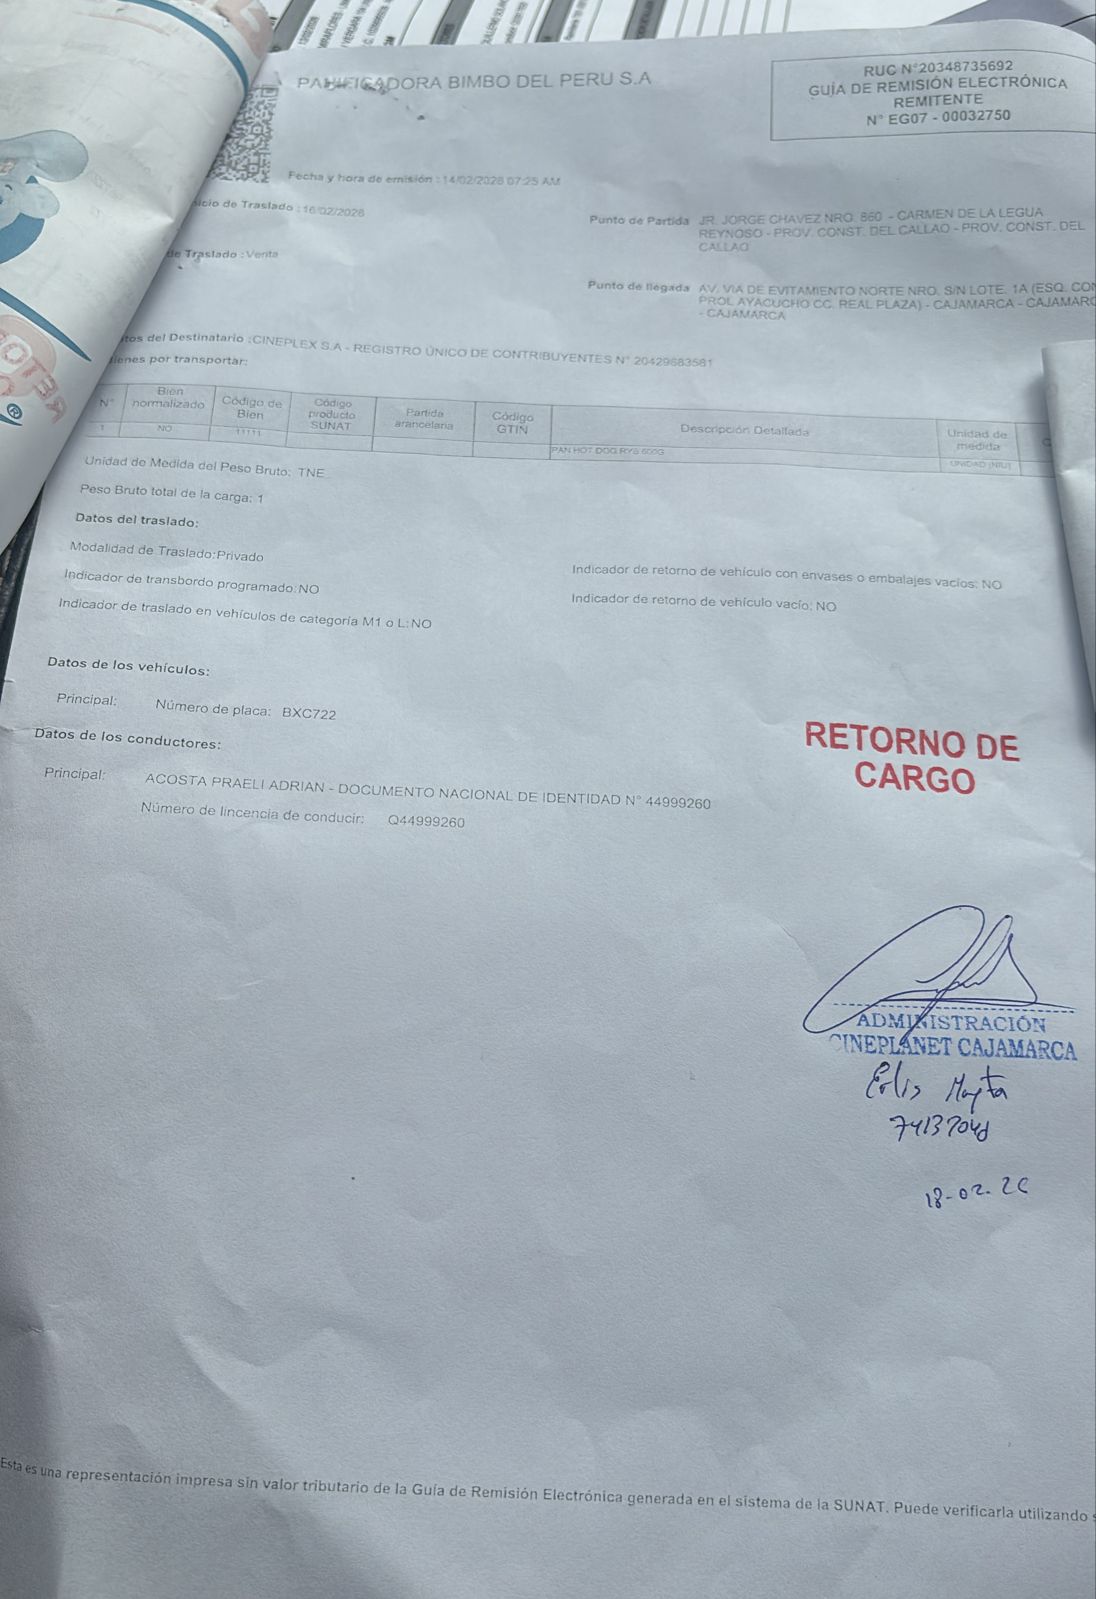 PANIFICADORA BIMBO DEL PERU S.A
RUC N°20348735692
GUÍA DE REMISIÓN ELECTRÓNICA
REMITENTE
N° EG07 - 00032750
Fecha y hora de emisión : 14/02/2026 07:25 AM
icio de Traslado : 16/02/2026
de Traslado : Venta
Punto de Partida JR. JORGE CHAVEZ NRO. 860 - CARMEN DE LA LEGUA
REYNOSO - PROV. CONST. DEL CALLAO - PROV. CONST. DEL
CALLAO
Punto de llegada AV. VIA DE EVITAMIENTO NORTE NRO. S/N LOTE. 1A (ESQ. CON
PROL AYACUCHO CC. REAL PLAZA) - CAJAMARCA - CAJAMARC
- CAJAMARCA
tos del Destinatario : CINEPLEX S.A - REGISTRO ÚNICO DE CONTRIBUYENTES N° 20429683581
ienes por transportar:
N° Bien normalizado Código de Bien Código producto SUNAT Partida arancelaria Código GTIN Descripción Detallada Unidad de medida C
1 NO 11111 PAN HOT DOG RYS 600G UNIDAD (NIU)
Unidad de Medida del Peso Bruto: TNE
Peso Bruto total de la carga: 1
Datos del traslado:
Modalidad de Traslado:Privado
Indicador de transbordo programado:NO
Indicador de traslado en vehículos de categoría M1 o L:NO
Indicador de retorno de vehículo con envases o embalajes vacíos: NO
Indicador de retorno de vehículo vacío: NO
Datos de los vehículos:
Principal: Número de placa: BXC722
Datos de los conductores:
Principal: ACOSTA PRAELI ADRIAN - DOCUMENTO NACIONAL DE IDENTIDAD N° 44999260
Número de lincencia de conducir: Q44999260
RETORNO DE
CARGO
ADMINISTRACIÓN
CINEPLANET CAJAMARCA
18-02-26
Esta es una representación impresa sin valor tributario de la Guía de Remisión Electrónica generada en el sistema de la SUNAT. Puede verificarla utilizando